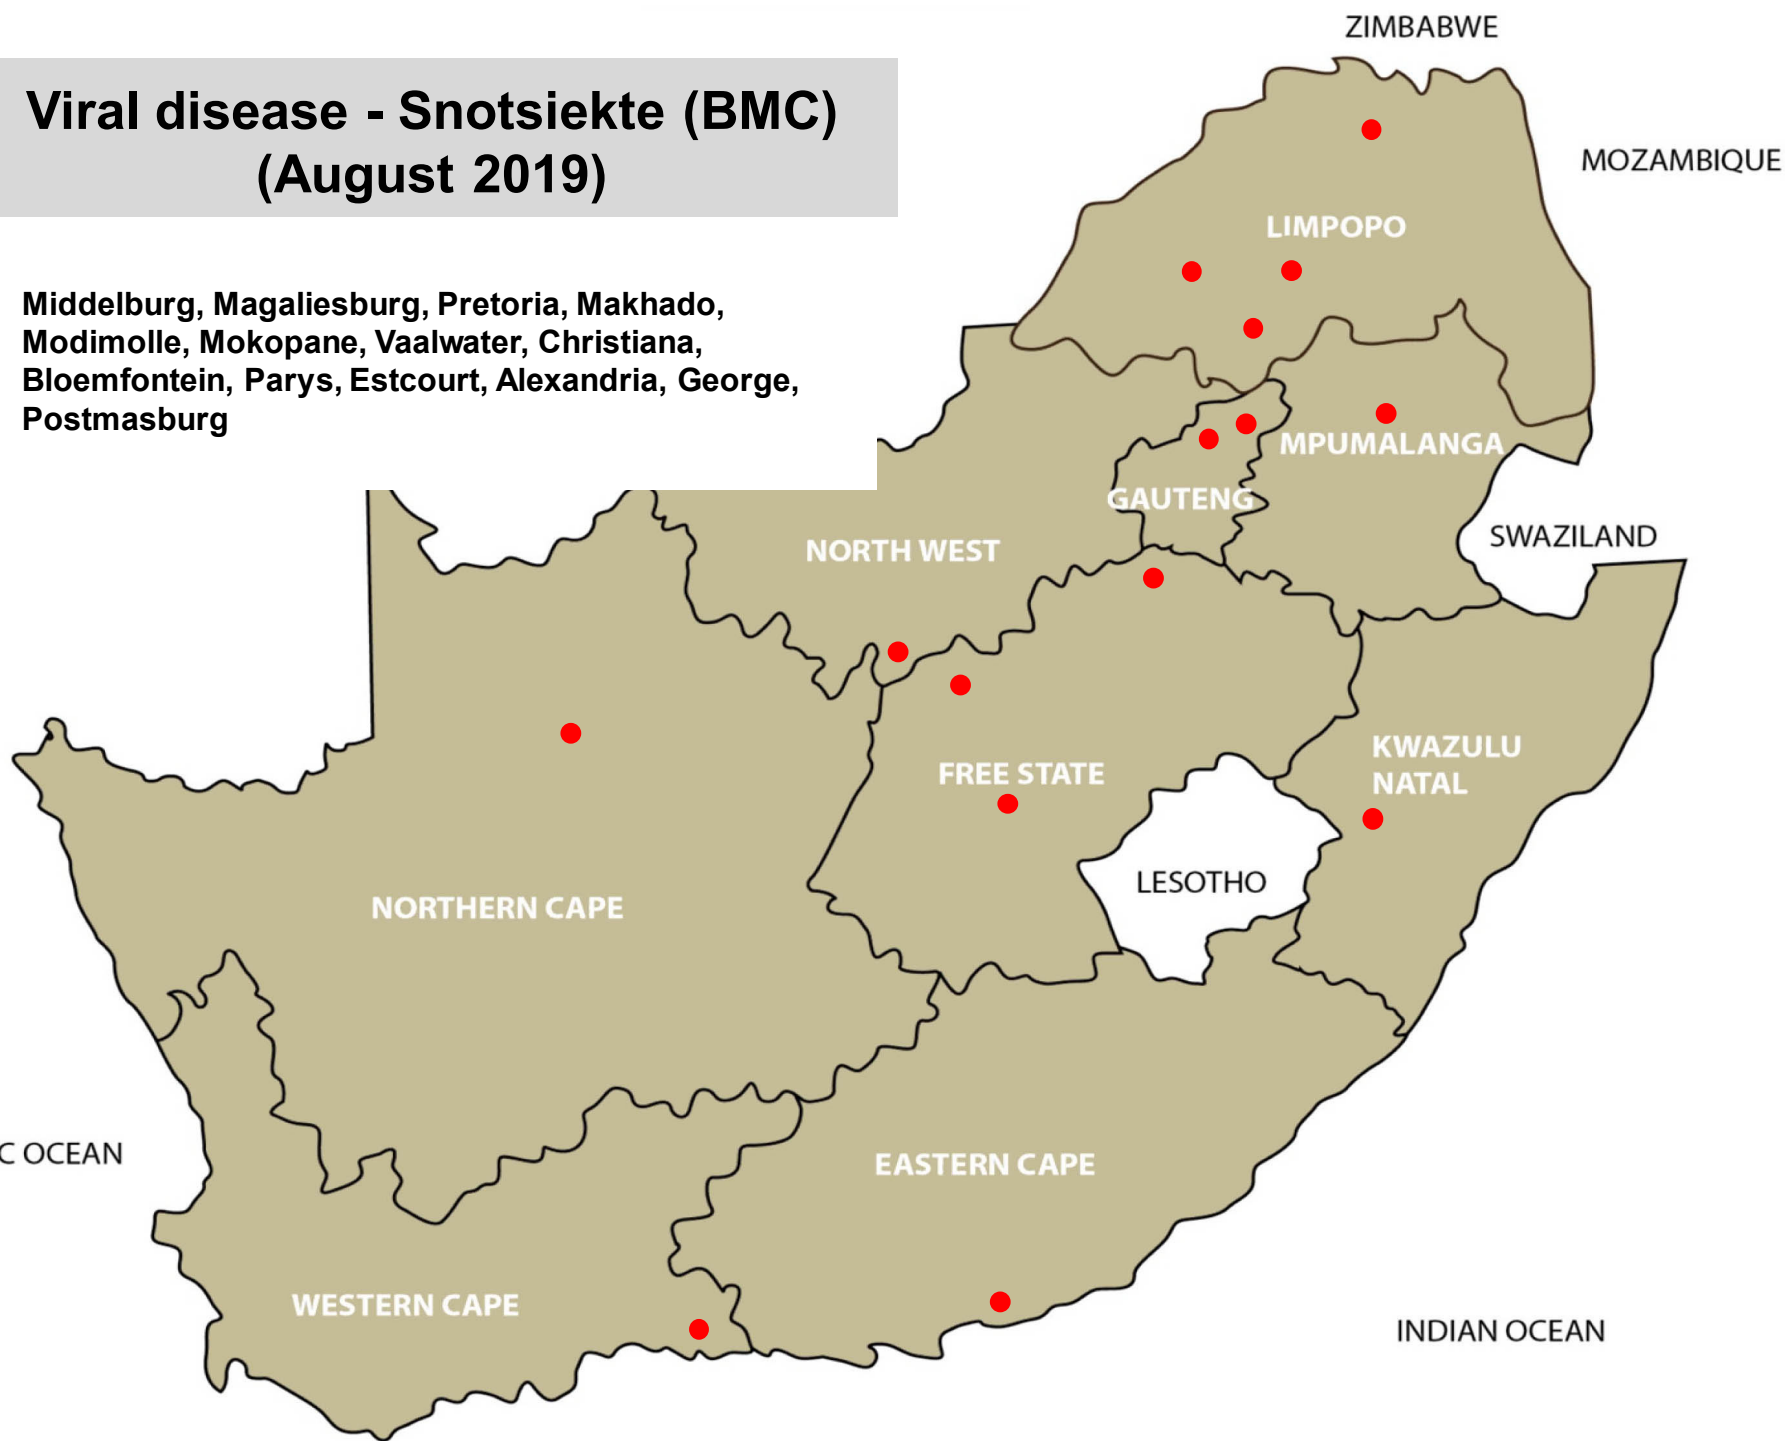 Viral disease - Snotsiekte (BMC)
(August 2019)
Middelburg, Magaliesburg, Pretoria, Makhado,
Modimolle, Mokopane, Vaalwater, Christiana,
Bloemfontein, Parys, Estcourt, Alexandria, George,
Postmasburg
ZIMBABWE
MOZAMBIQUE
LIMPOPO
MPUMALANGA
GAUTENG
SWAZILAND
NORTH WEST
KWAZULU
NATAL
FREE STATE
LESOTHO
NORTHERN CAPE
C OCEAN
EASTERN CAPE
WESTERN CAPE
INDIAN OCEAN